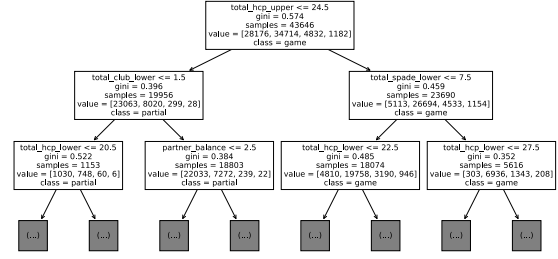 total_hcp_upper <= 24.5
gini = 0.574
samples = 43646
value = [28176, 34714, 4832, 1182]
class = game
total_club_lower <= 1.5
gini = 0.396
samples = 19956
value = [23063, 8020, 299, 28]
class = partial
total_spade_lower <= 7.5
gini = 0.459
samples = 23690
value = [5113, 26694, 4533, 1154]
class = game
total_hcp_lower <= 20.5
gini = 0.522
samples = 1153
value = [1030, 748, 60, 6]
class = partial
partner_balance <= 2.5
gini = 0.384
samples = 18803
value = [22033, 7272, 239, 22]
class = partial
total_hcp_lower <= 22.5
gini = 0.485
samples = 18074
value = [4810, 19758, 3190, 946]
class = game
total_hcp_lower <= 27.5
gini = 0.352
samples = 5616
value = [303, 6936, 1343, 208]
class = game
(...)
(...)
(...)
(...)
(...)
(...)
(...)
(...)